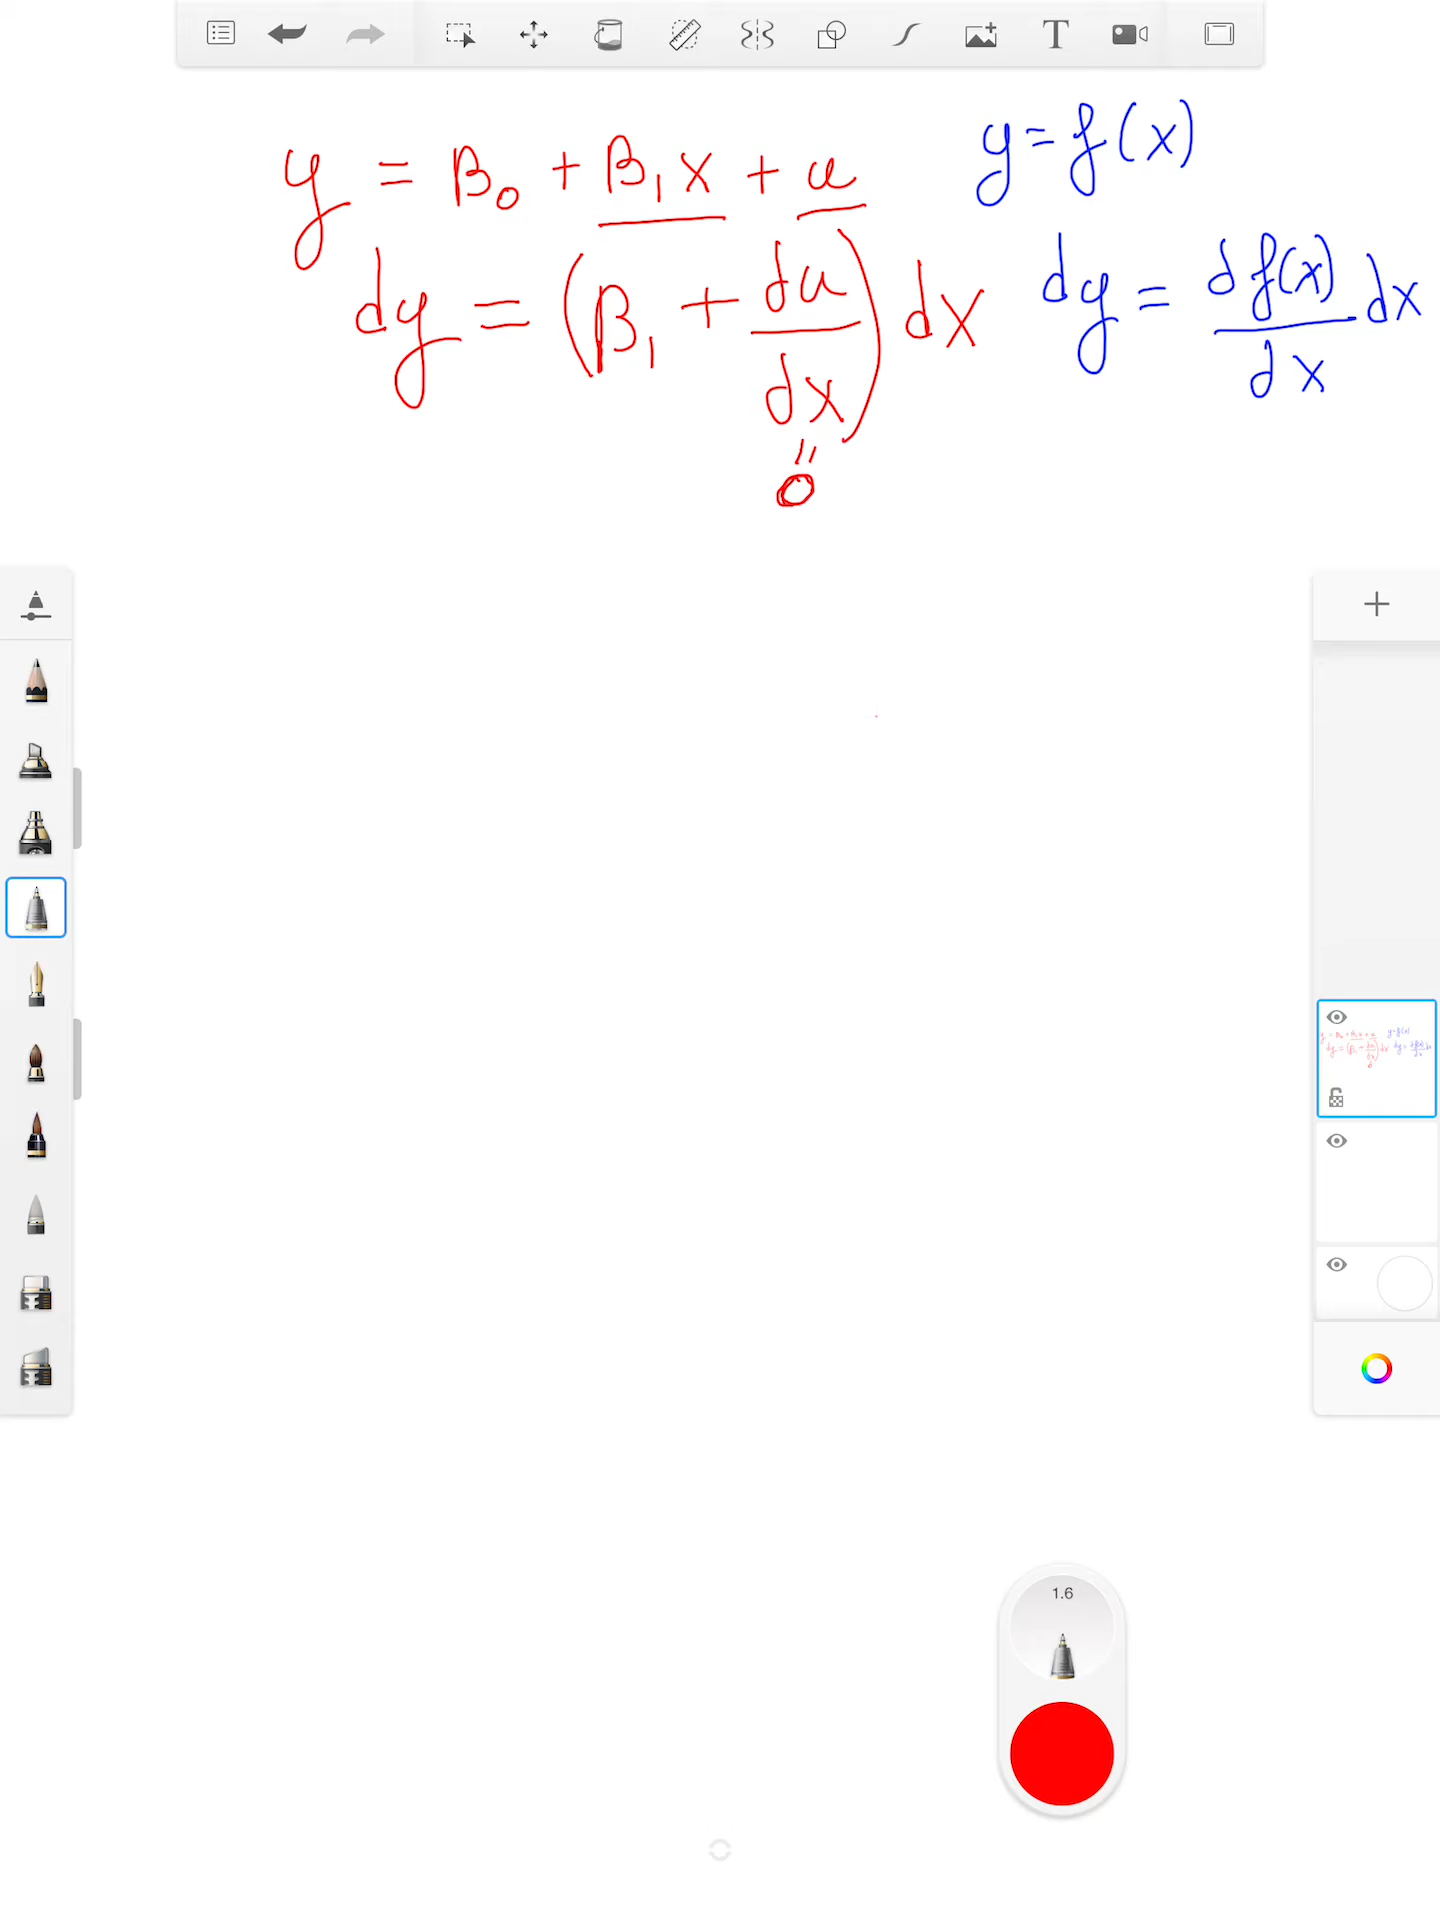 y = β₀ + β₁x + u
dy = (β₁ + du/dx) dx
"
0
y = f(x)
dy = df(x)/dx dx
T
1.6